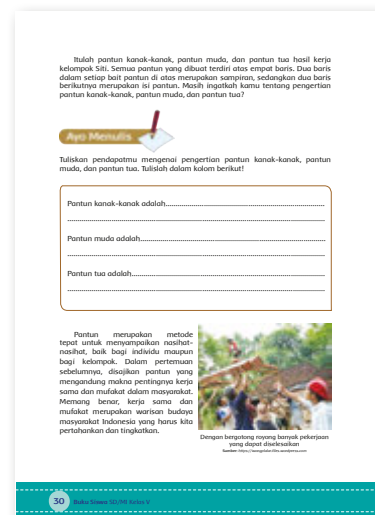 Itulah pantun kanak-kanak, pantun muda, dan pantun tua hasil kerja
kelompok Siti. Semua pantun yang dibuat terdiri atas empat baris. Dua baris
dalam setiap bait pantun di atas merupakan sampiran, sedangkan dua baris
berikutnya merupakan isi pantun. Masih ingatkah kamu tentang pengertian
pantun kanak-kanak, pantun muda, dan pantun tua?
Ayo Menulis
Tuliskan pendapatmu mengenai pengertian pantun kanak-kanak, pantun
muda, dan pantun tua. Tulislah dalam kolom berikut!
Pantun kanak-kanak adalah
Pantun muda adalah
Pantun tua adalah
Pantun merupakan metode
tepat untuk menyampaikan nasihat-
nasihat, baik bagi individu maupun
bagi kelompok. Dalam pertemuan
sebelumnya, disajikan pantun yang
mengandung makna pentingnya kerja
sama dan mufakat dalam masyarakat.
Memang benar, kerja sama dan
mufakat merupakan warisan budaya
masyarakat Indonesia yang harus kita
pertahankan dan tingkatkan.
Dengan bergotong royong banyak pekerjaan
yang dapat diselesaikan
30 Buku Siswa SD/MI Kelas V